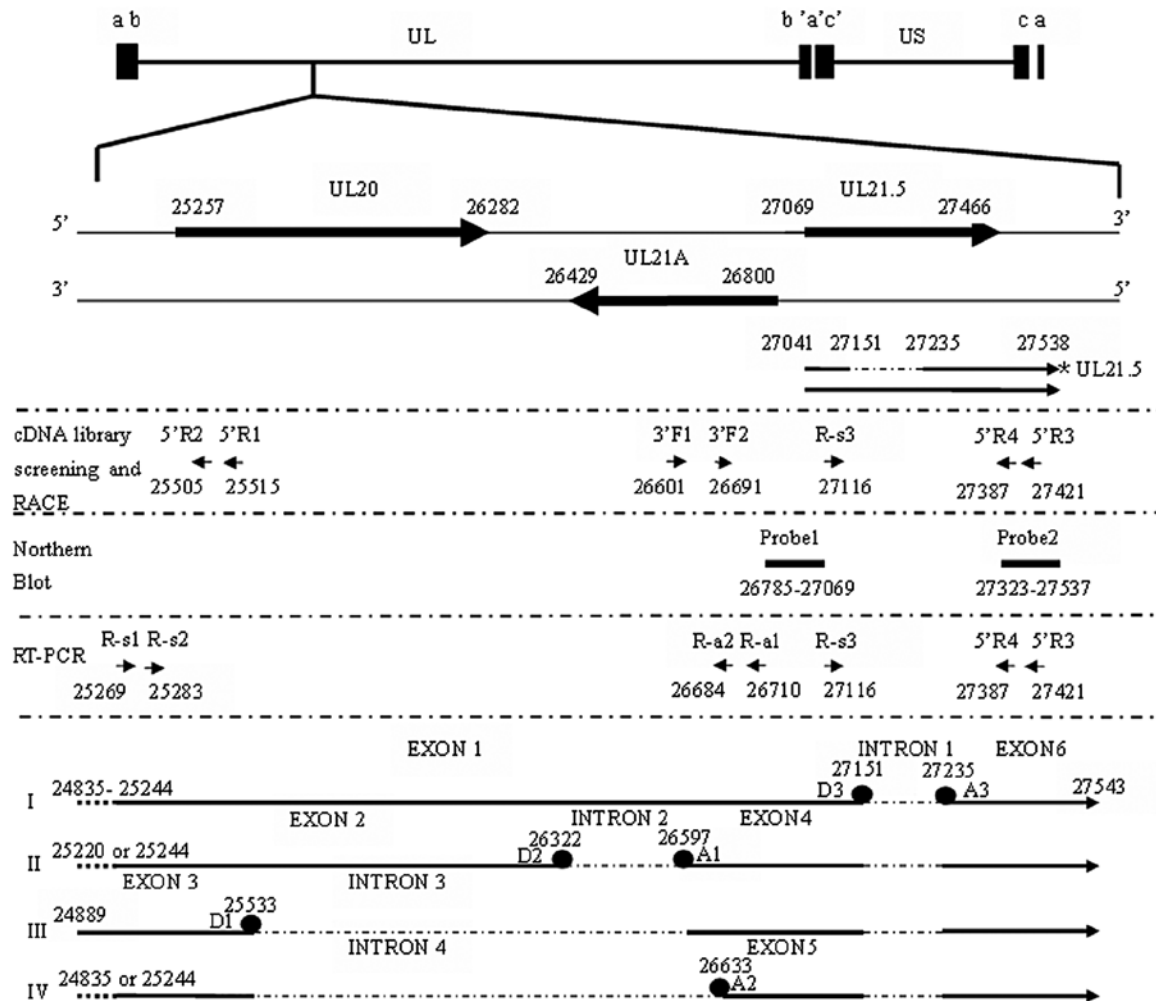 a b UL b 'a'c' US c a
UL20 UL21.5
25257 26282 27069 27466
5' 3'
UL21A
26429 26800
3' 5'
27041 27151 27235 27538
* UL21.5
cDNA library 5'R2 5'R1 3'F1 3'F2 R-s3 5'R4 5'R3
screening and
RACE 25505 25515 26601 26691 27116 27387 27421
Northern Probe1 Probe2
Blot 26785-27069 27323-27537
RT-PCR R-s1 R-s2 R-a2 R-a1 R-s3 5'R4 5'R3
25269 25283 26684 26710 27116 27387 27421
EXON 1 INTRON 1 EXON6
I 24835- 25244 D3 27151 27235 A3 27543
EXON 2 INTRON 2 EXON4
II 25220 or 25244 D2 26322 26597 A1
EXON 3 INTRON 3
III 24889 D1 25533
INTRON 4 EXON5
IV 24835 or 25244 26633 A2